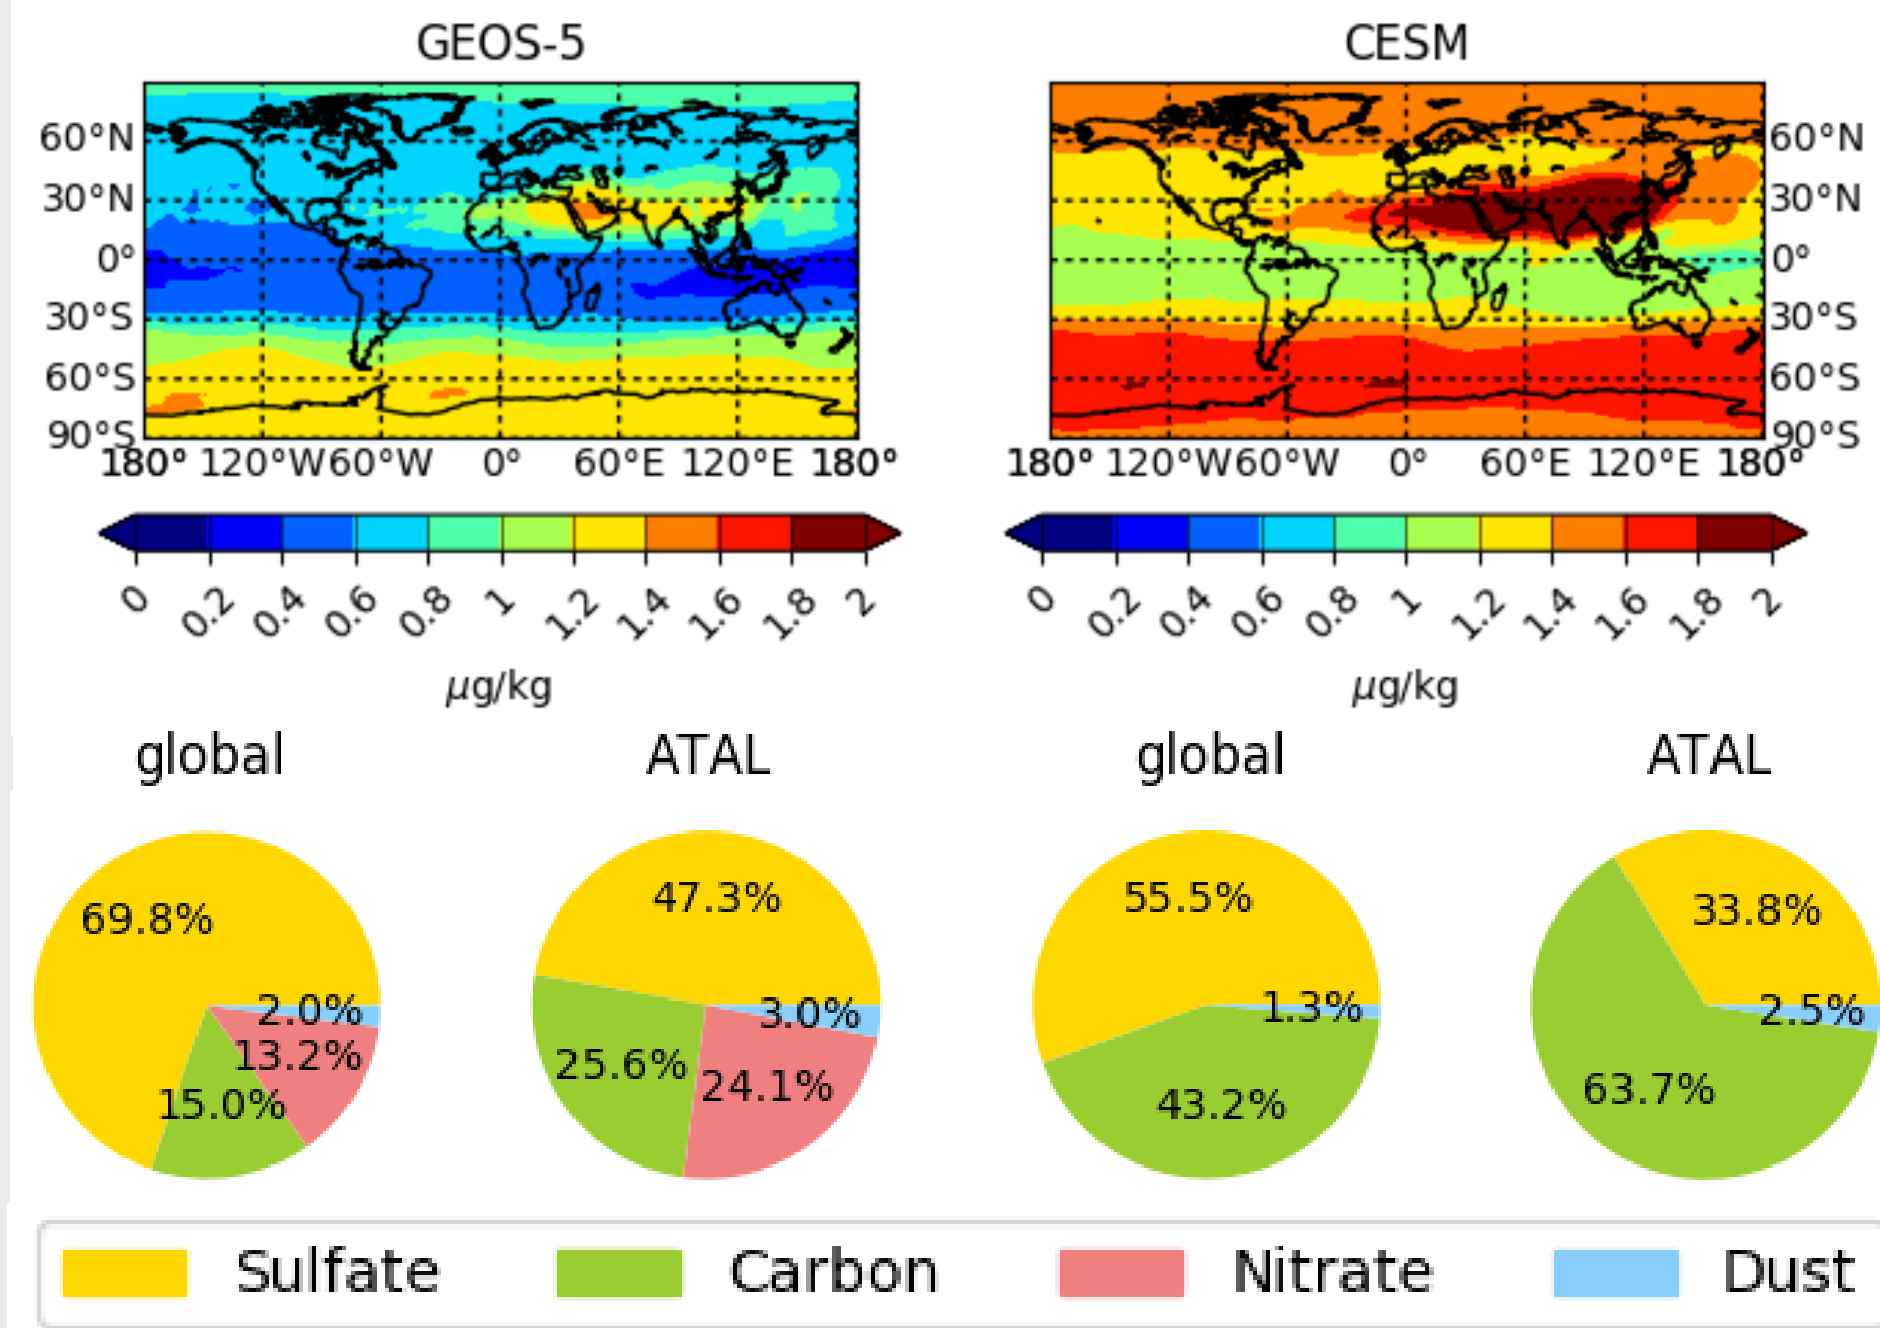 GEOS-5 CESM
60°N 60°N
30°N 30°N
0° 0°
30°S 30°S
60°S 60°S
90°S 90°S
180° 120°W 60°W 0° 60°E 120°E 180° 180° 120°W 60°W 0° 60°E 120°E 180°
0 0.2 0.4 0.6 0.8 1 1.2 1.4 1.6 1.8 2 0 0.2 0.4 0.6 0.8 1 1.2 1.4 1.6 1.8 2
μg/kg μg/kg
global ATAL global ATAL
69.8% 47.3% 55.5% 33.8%
2.0% 3.0% 1.3% 2.5%
13.2% 25.6% 24.1% 63.7%
15.0% 43.2%
Sulfate Carbon Nitrate Dust